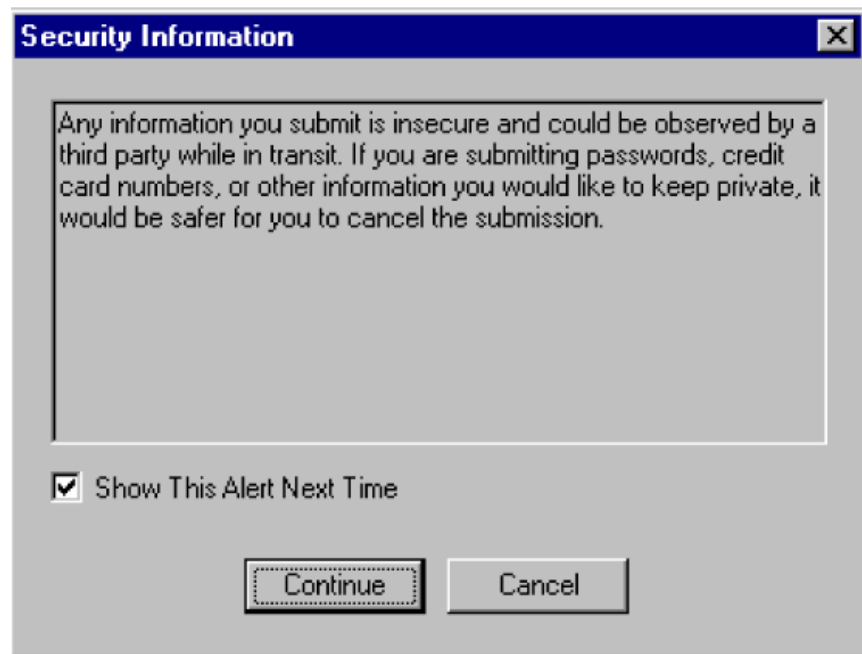 Security Information
Any information you submit is insecure and could be observed by a
third party while in transit. If you are submitting passwords, credit
card numbers, or other information you would like to keep private, it
would be safer for you to cancel the submission.
Show This Alert Next Time
Continue
Cancel